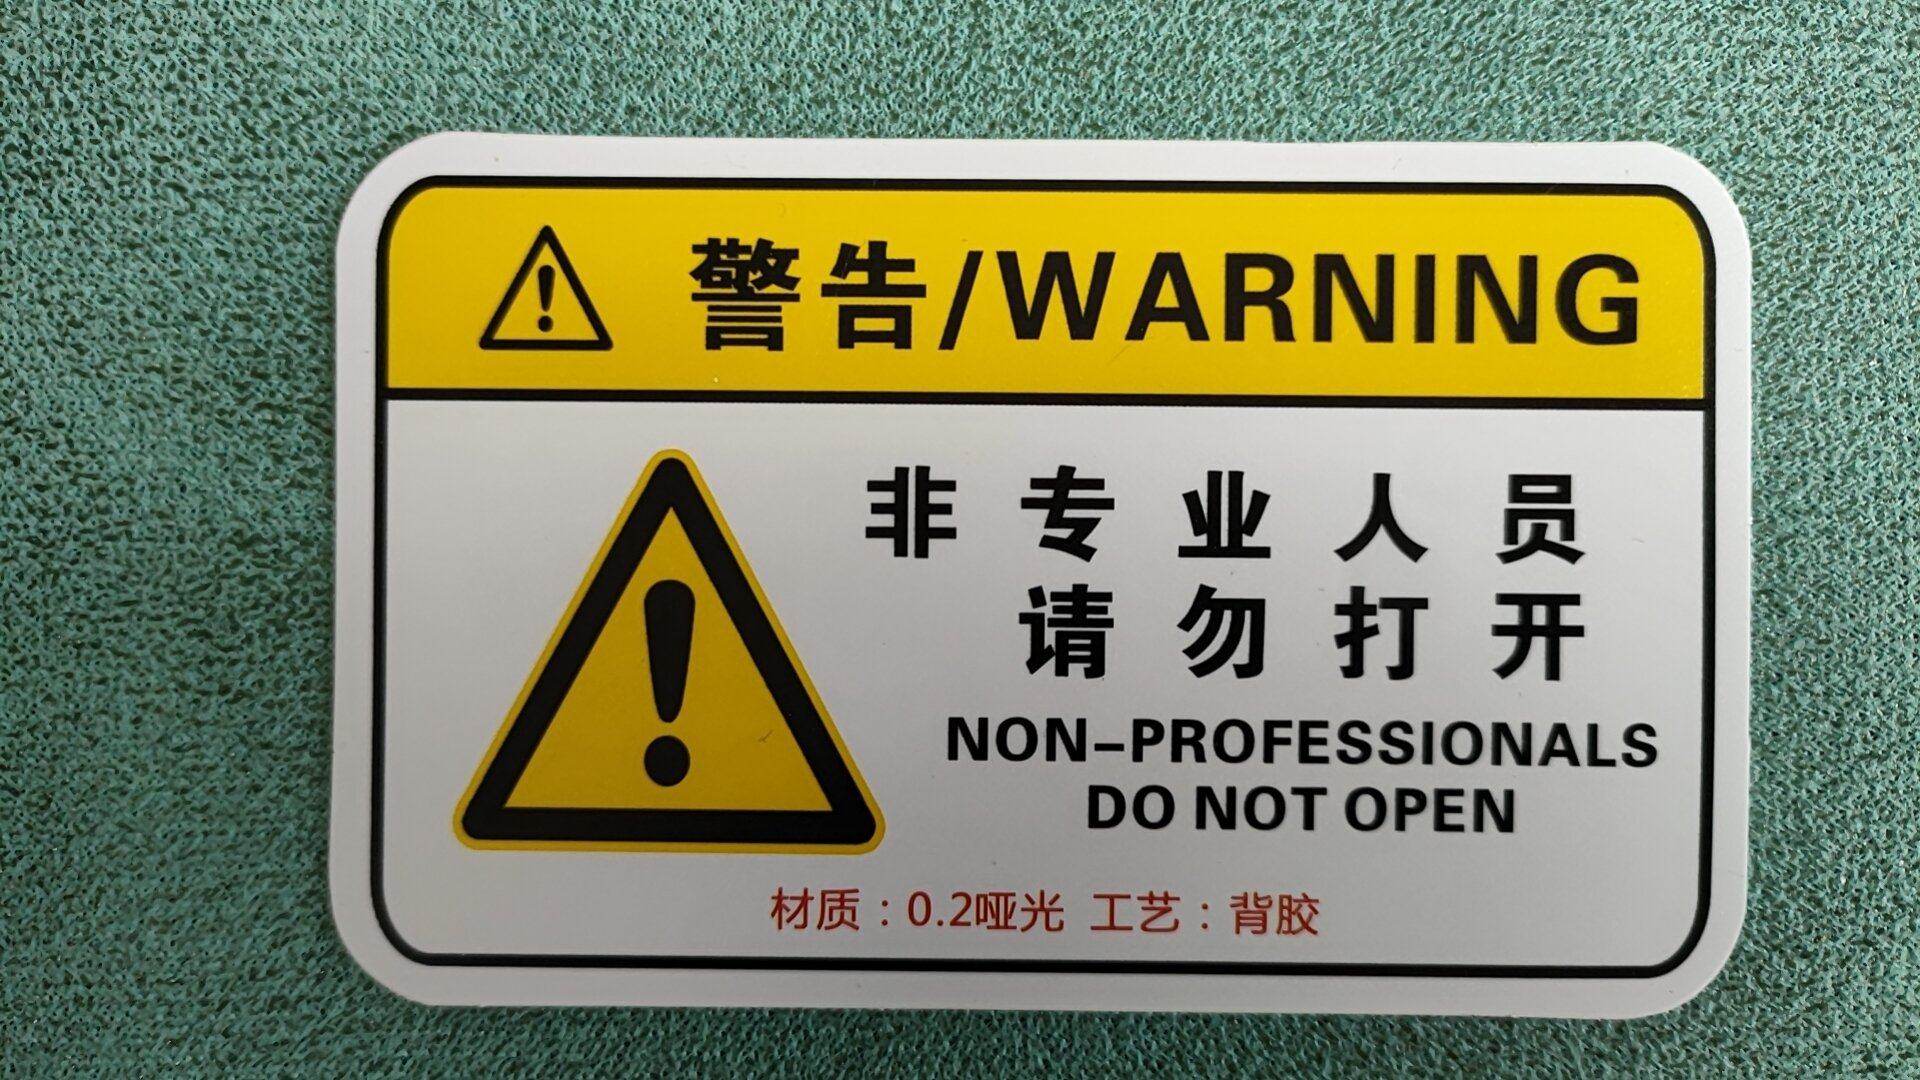 警告/WARNING
非专业人员
请勿打开
NON-PROFESSIONALS
DO NOT OPEN
材质：0.2哑光 工艺：背胶